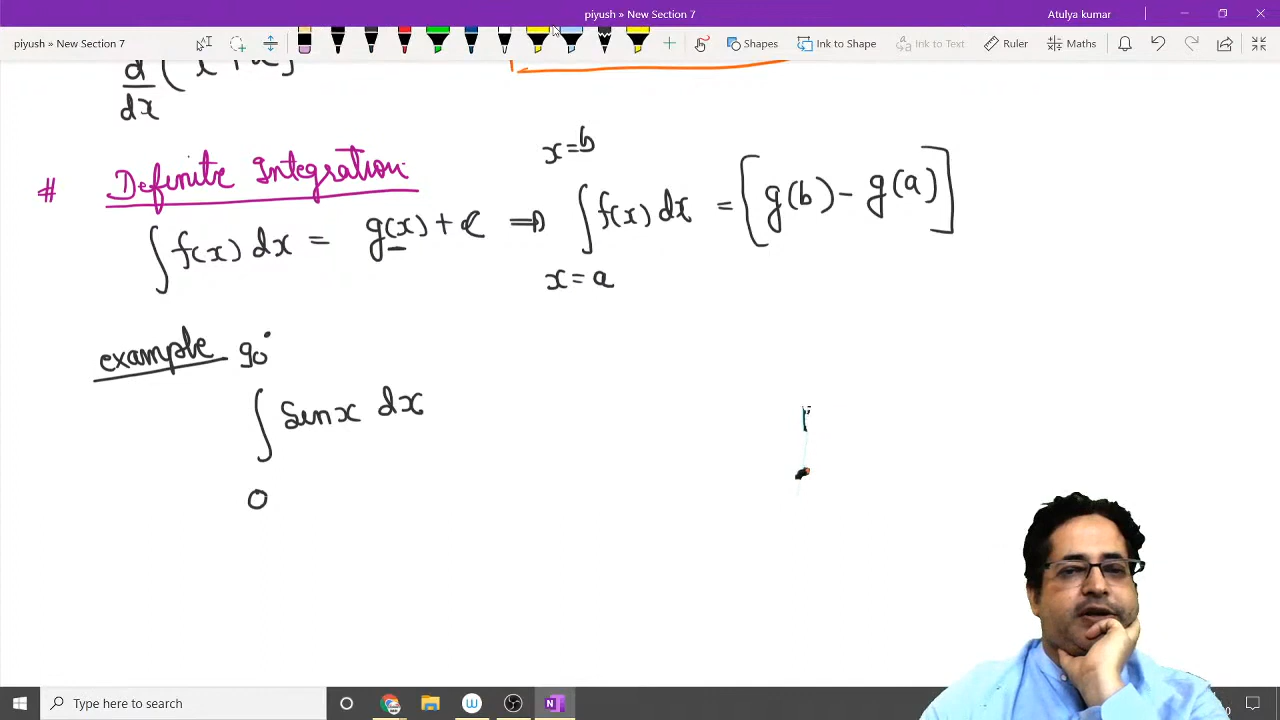 piyush » New Section 7
Atulya kumar
piyush » New Section 7
Shapes
Ink to Shape
Ink to Text
Ruler
Maths
d/dx (
# Definite Integration
∫ f(x) dx = g(x) + c ⇒ ∫_{x=a}^{x=b} f(x) dx = [g(b) - g(a)]
example
∫_{0}^{90°} Sinx dx
Type here to search